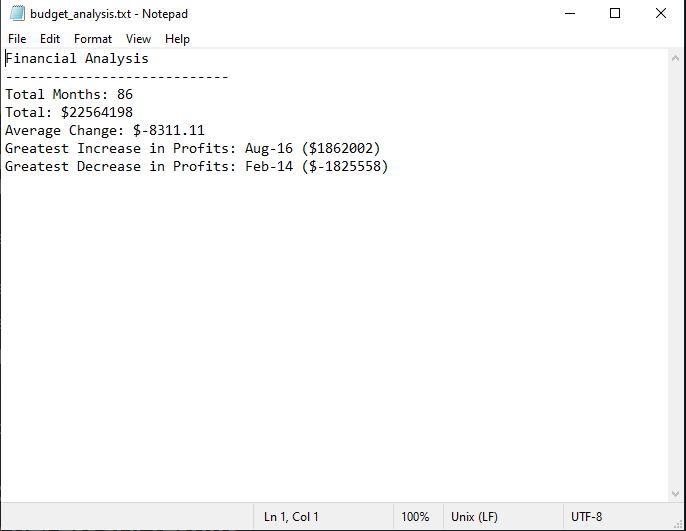 budget_analysis.txt - Notepad
File Edit Format View Help
Financial Analysis
----------------------------
Total Months: 86
Total: $22564198
Average Change: $-8311.11
Greatest Increase in Profits: Aug-16 ($1862002)
Greatest Decrease in Profits: Feb-14 ($-1825558)
Ln 1, Col 1 100% Unix (LF) UTF-8